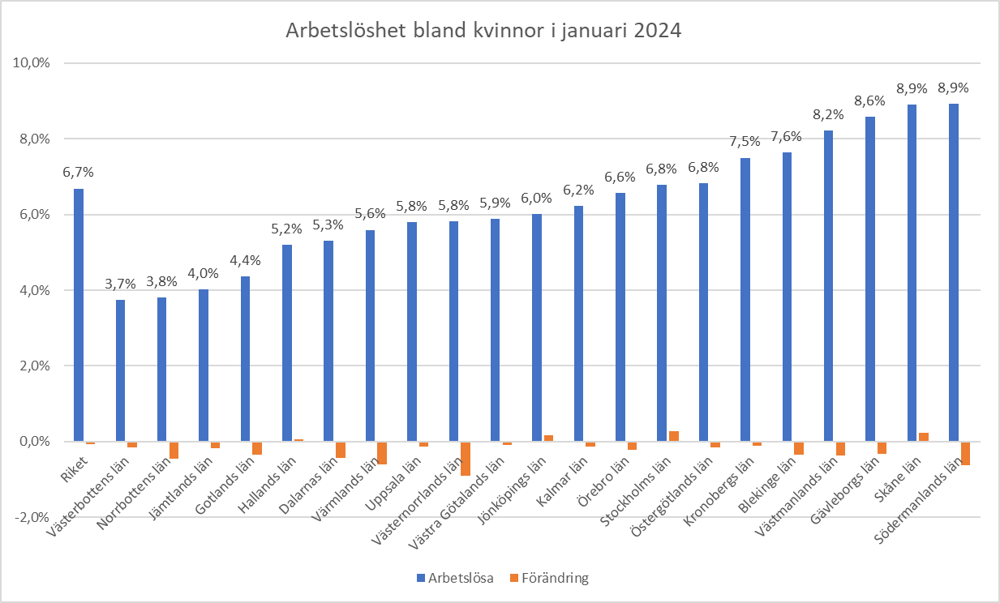 Arbetslöshet bland kvinnor i januari 2024
10,0%
8,0%
6,0%
4,0%
2,0%
0,0%
-2,0%
6,7%
3,7%
3,8%
4,0%
4,4%
5,2%
5,3%
5,6%
5,8%
5,8%
5,9%
6,0%
6,2%
6,6%
6,8%
6,8%
7,5%
7,6%
8,2%
8,6%
8,9%
8,9%
Riket
Västerbottens län
Norrbottens län
Jämtlands län
Gotlands län
Hallands län
Dalarnas län
Värmlands län
Uppsala län
Västernorrlands län
Västra Götalands län
Jönköpings län
Kalmar län
Örebro län
Stockholms län
Östergötlands län
Kronobergs län
Blekinge län
Västmanlands län
Gävleborgs län
Skåne län
Södermanlands län
Arbetslösa
Förändring